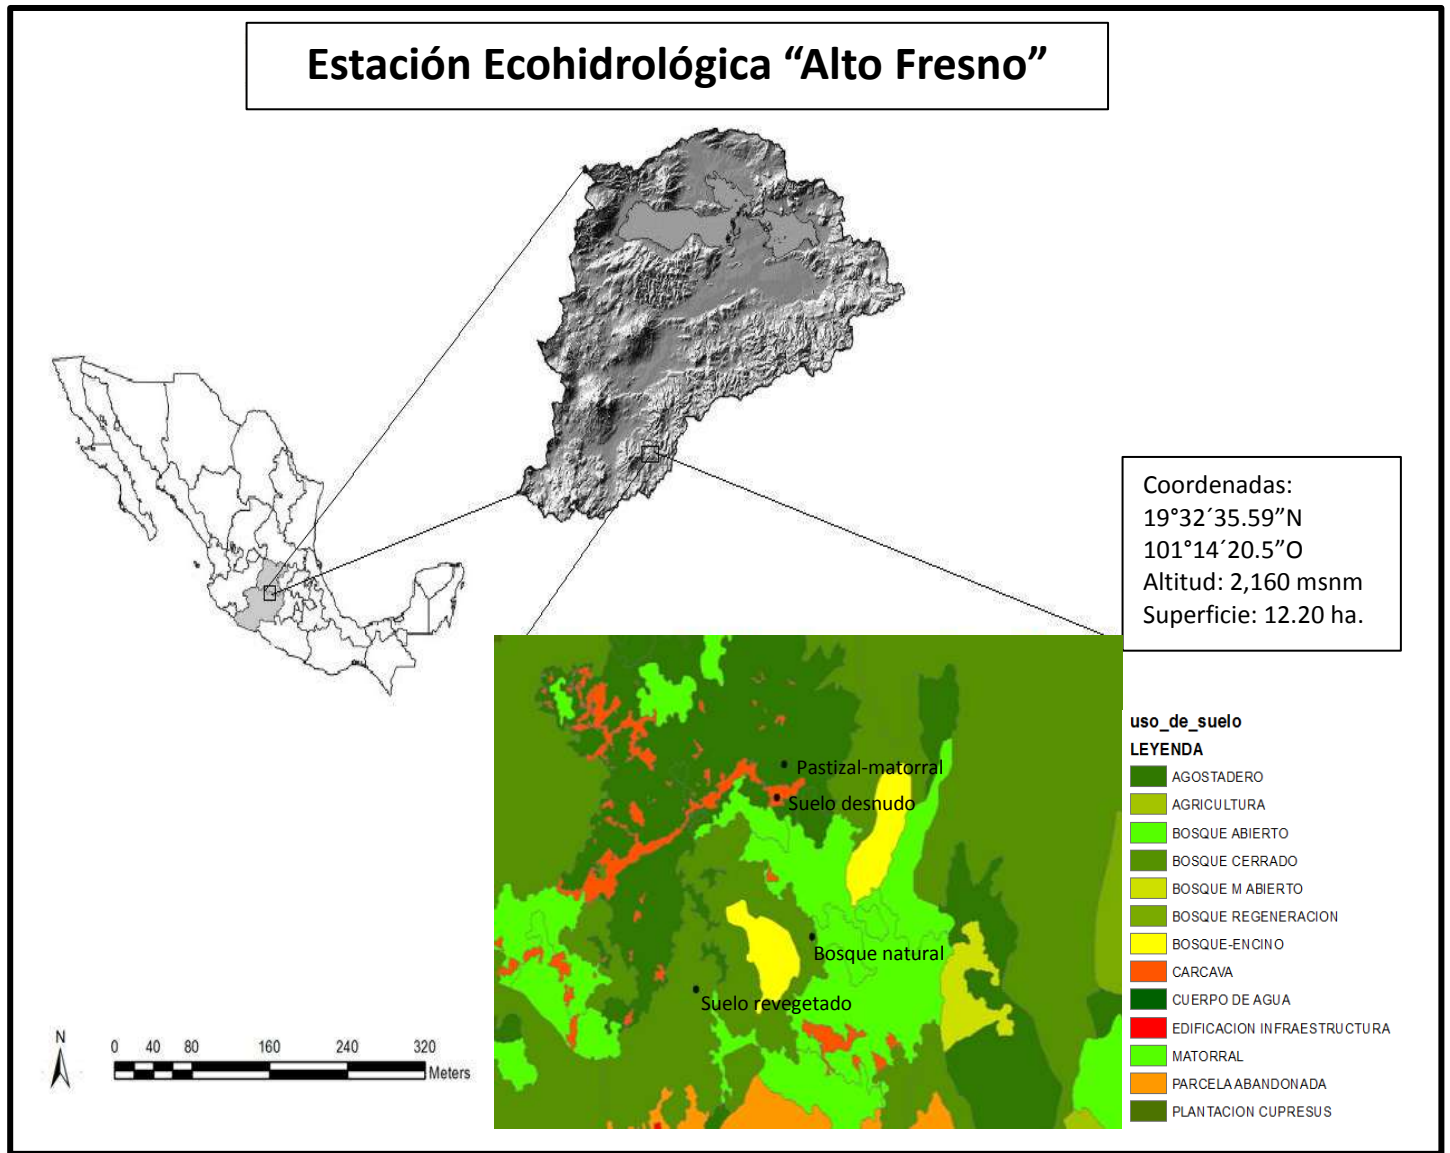 Estación Ecohidrológica “Alto Fresno”
Coordenadas:
19°32´35.59”N
101°14´20.5”O
Altitud: 2,160 msnm
Superficie: 12.20 ha.
Pastizal-matorral
Suelo desnudo
Bosque natural
Suelo revegetado
uso_de_suelo
LEYENDA
AGOSTADERO
AGRICULTURA
BOSQUE ABIERTO
BOSQUE CERRADO
BOSQUE M ABIERTO
BOSQUE REGENERACION
BOSQUE-ENCINO
CARCAVA
CUERPO DE AGUA
EDIFICACION INFRAESTRUCTURA
MATORRAL
PARCELA ABANDONADA
PLANTACION CUPRESUS
N
0 40 80 160 240 320
Meters